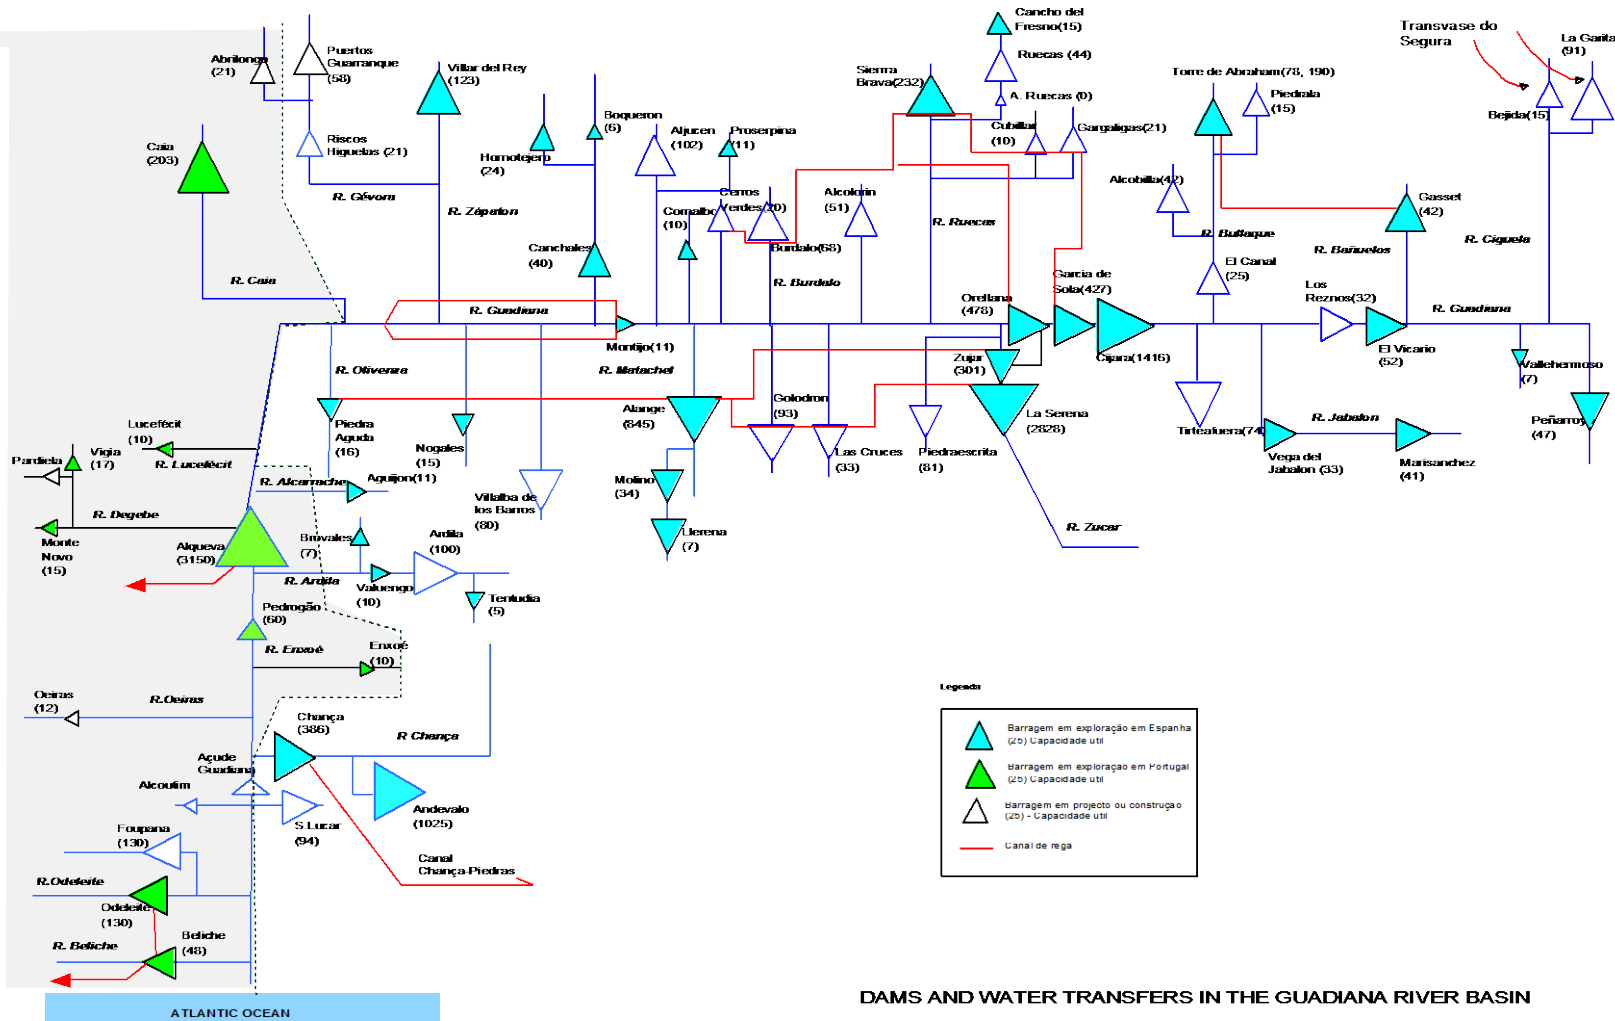 Cancho del
Fresno(15)
Transvase do
Segura
La Garita
(91)
Abrilongo
(21)
Puertos
Guarranque
(58)
Villar del Rey
(123)
Ruecas (44)
Sierra
Brava(232)
Torre de Abraham(78, 190)
Piedrala
(15)
Bejida(15)
A. Ruecas (0)
Boqueron
(6)
Aljucen
(102)
Proserpina
(11)
Cubillar
(10)
Gargaligas(21)
Caia
(203)
Riscos
Higuelas (21)
Hornotejero
(24)
R. Gévora
R. Zápaton
Cornalbo
(10)
Cerros
Verdes(20)
Alcolorin
(51)
R. Ruecas
Alcobilla(42)
Gasset
(42)
R. Bullaque
R. Bañuelos
R. Ciguela
Canchales
(40)
Burdalo(68)
R. Burdalo
El Canal
(25)
R. Caia
R. Guadiana
Orellana
(478)
Garcia de
Sola(427)
Los
Reznos(32)
R. Guadiana
Montijo(11)
Cijara(1416)
El Vicario
(52)
Vallehermoso
(7)
R. Olivenza
R. Matachel
Zujar
(301)
Lucefécit
(10)
Piedra
Aguda
(16)
Nogales
(15)
Alange
(845)
Golodron
(93)
La Serena
(2828)
Las Cruces
(33)
Piedraescrita
(81)
Tirteafuera(74)
R. Jabalon
Peñarroya
(47)
Vega del
Jabalon (33)
Marisanchez
(41)
Pardiela
Vigia
(17)
R. Lucefécit
R. Alcarrache
Aguijon(11)
Villalba de
los Barros
(80)
Molino
(34)
Llerena
(7)
R. Zucar
R. Degebe
Monte
Novo
(15)
Alqueva
(3150)
Brovales
(7)
Ardila
(100)
R. Ardila
Valuengo
(10)
Tentudia
(5)
Pedrogão
(60)
R. Enxoé
Enxoé
(10)
Oeiras
(12)
R.Oeiras
Chança
(386)
R Chança
Açude
Guadiana
Alcoutim
Andevalo
(1025)
S.Lucar
(94)
Foupana
(130)
Canal
Chança-Piedras
R.Odeleite
Odeleite
(130)
R. Beliche
Beliche
(48)
Legenda
Barragem em exploração em Espanha
(25) Capacidade util
Barragem em exploração em Portugal
(25) Capacidade util
Barragem em projecto ou construçao
(25) - Capacidade util
Canal de rega
ATLANTIC OCEAN
DAMS AND WATER TRANSFERS IN THE GUADIANA RIVER BASIN